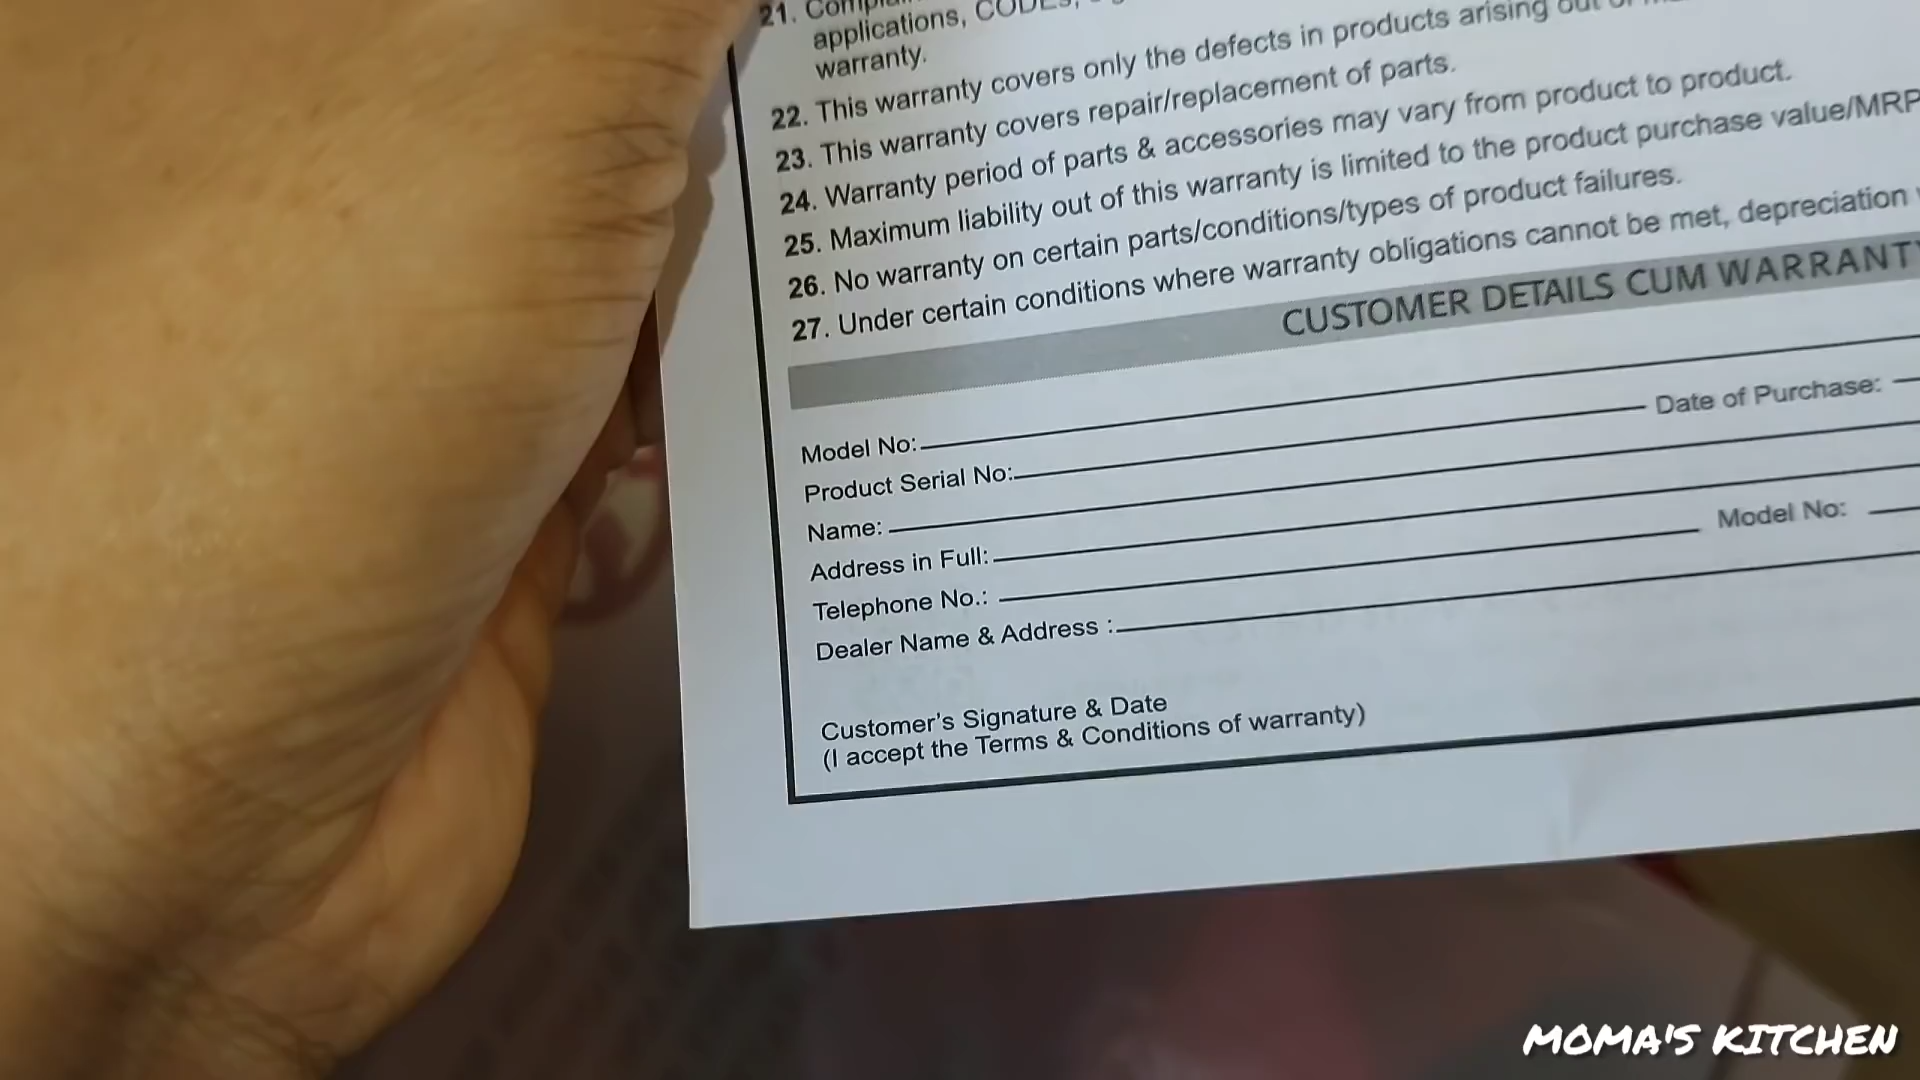 21.
applications, CODES,
warranty.
22. This warranty covers only the defects in products arising out of
23. This warranty covers repair/replacement of parts.
24. Warranty period of parts & accessories may vary from product to product.
25. Maximum liability out of this warranty is limited to the product purchase value/MRP
26. No warranty on certain parts/conditions/types of product failures.
27. Under certain conditions where warranty obligations cannot be met, depreciation
CUSTOMER DETAILS CUM WARRANTY
Model No:
Product Serial No: Date of Purchase:
Name:
Address in Full:
Telephone No.: Model No:
Dealer Name & Address :
Customer's Signature & Date
(I accept the Terms & Conditions of warranty)
MOMA'S KITCHEN